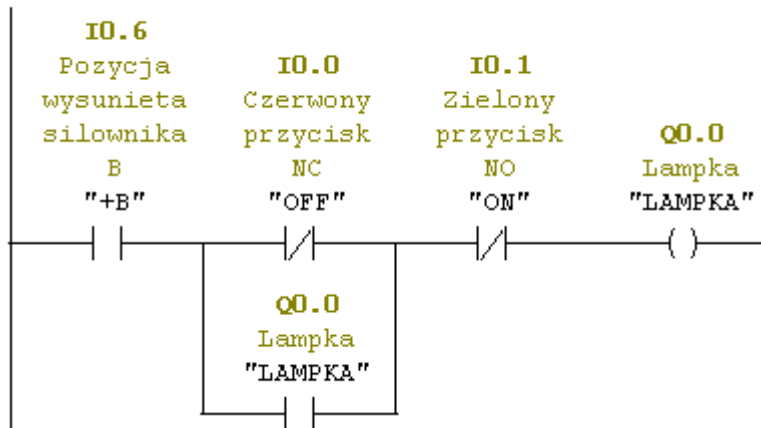 I0.6
Pozycja
wysunieta
silownika
B
"+B"
I0.0
Czerwony
przycisk
NC
"OFF"
I0.1
Zielony
przycisk
NO
"ON"
Q0.0
Lampka
"LAMPKA"
Q0.0
Lampka
"LAMPKA"